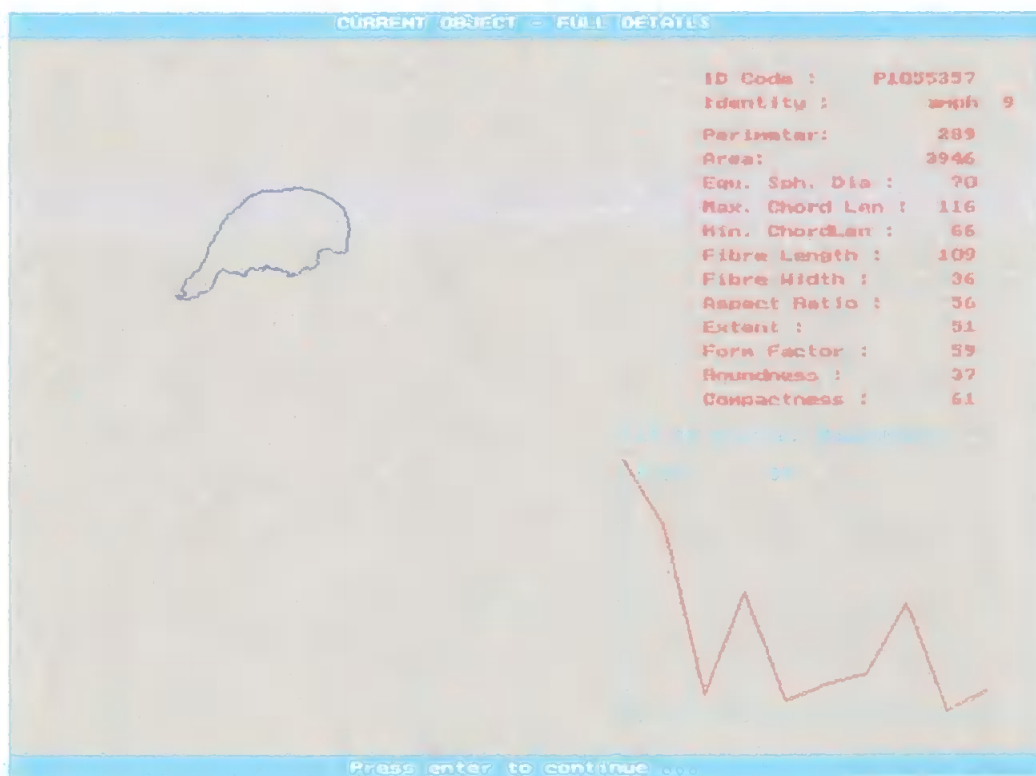 CURRENT OBJECT - FULL DETAILS
ID Code : P1055357
Identity : amph 9
Perimeter: 289
Area: 3946
Equ. Sph. Dia : 70
Max. Chord Len : 116
Min. ChordLen : 66
Fibre Length : 109
Fibre Width : 36
Aspect Ratio : 56
Extent : 51
Form Factor : 59
Roundness : 37
Compactness : 61
Press enter to continue ...